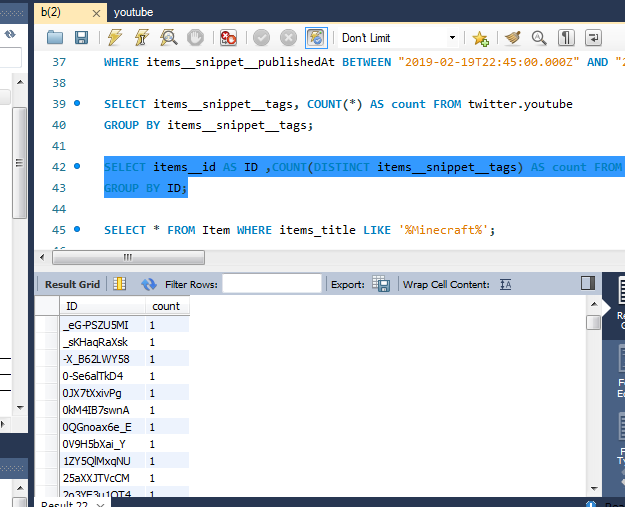 b(2) × youtube
Don't Limit
37 WHERE items__snippet__publishedAt BETWEEN "2019-02-19T22:45:00.000Z" AND "2
38
39 SELECT items__snippet__tags, COUNT(*) AS count FROM twitter.youtube
40 GROUP BY items__snippet__tags;
41
42 SELECT items__id AS ID ,COUNT(DISTINCT items__snippet__tags) AS count FROM
43 GROUP BY ID;
44
45 SELECT * FROM Item WHERE items_title LIKE '%Minecraft%';
46
Result Grid Filter Rows: Export: Wrap Cell Content:
ID count
_eG-PSZU5MI 1
_sKHaqRaXsk 1
-X_B62LWY58 1
0-Se6alTkD4 1
0JX7tXxivPg 1
0kM4IB7swnA 1
0QGnoax6e_E 1
0V9H5bXai_Y 1
1ZY5QlMxqNU 1
25aXXJTVcCM 1
2o3YE3u1OT4 1
Result 22 ×